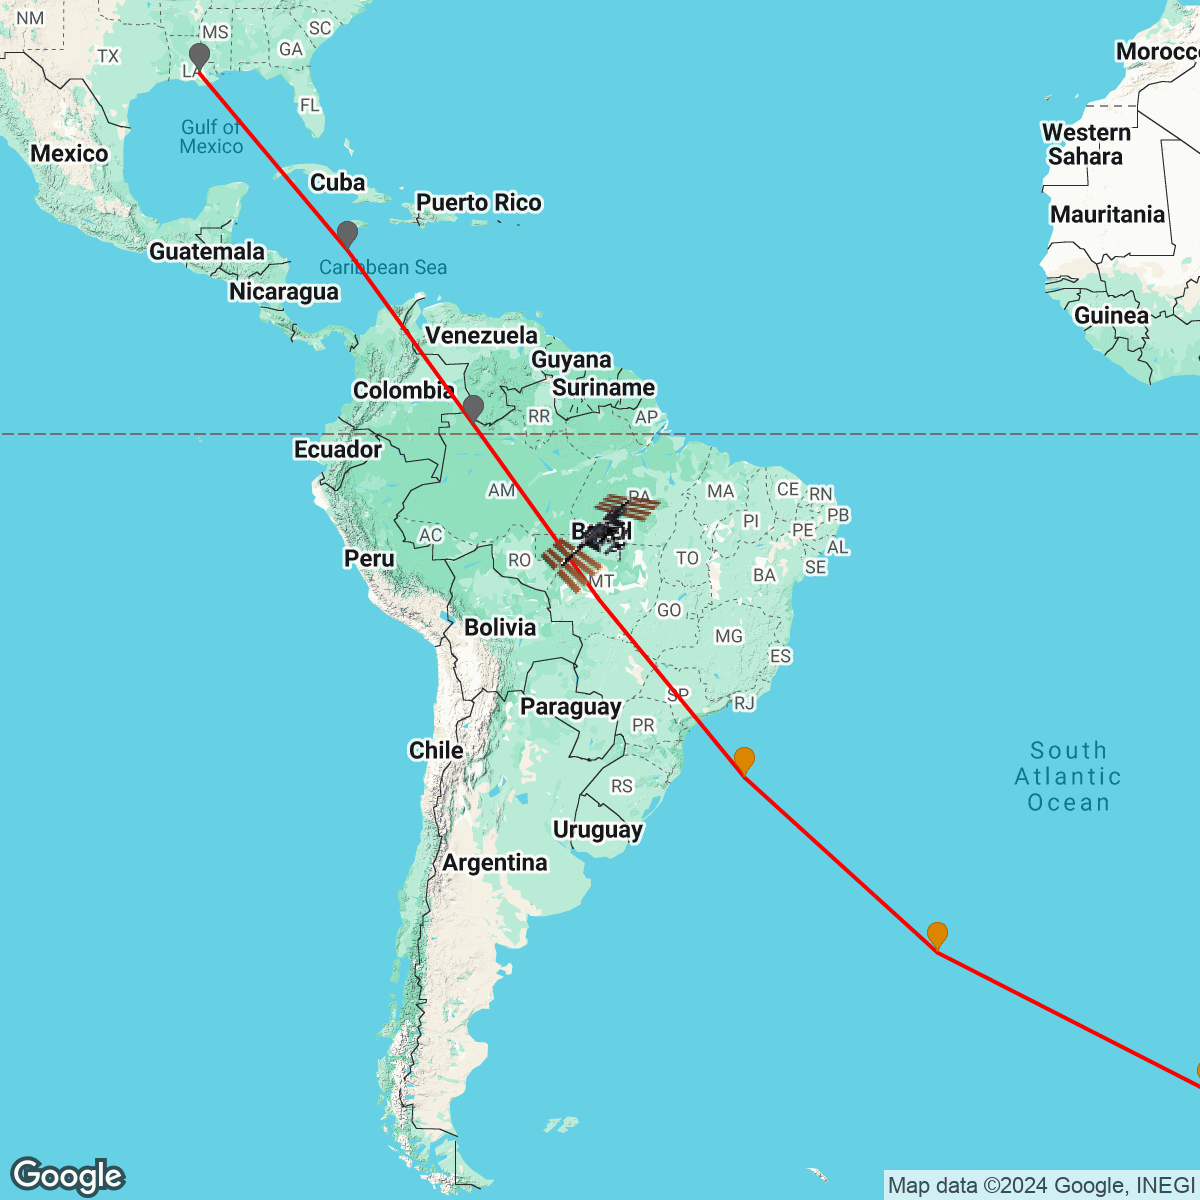 NM
MS
SC
TX
GA
LA
FL
Morocco
Gulf of
Mexico
Mexico
Western
Sahara
Cuba
Puerto Rico
Mauritania
Guatemala
Caribbean Sea
Nicaragua
Guinea
Venezuela
Guyana
Colombia
Suriname
RR
AP
Ecuador
AM
PA
MA
CE
RN
PB
PI
PE
AC
Brazil
AL
Peru
RO
TO
SE
BA
MT
GO
Bolivia
MG
ES
SP
RJ
Paraguay
PR
Chile
South
Atlantic
Ocean
RS
Uruguay
Argentina
Google
Map data ©2024 Google, INEGI